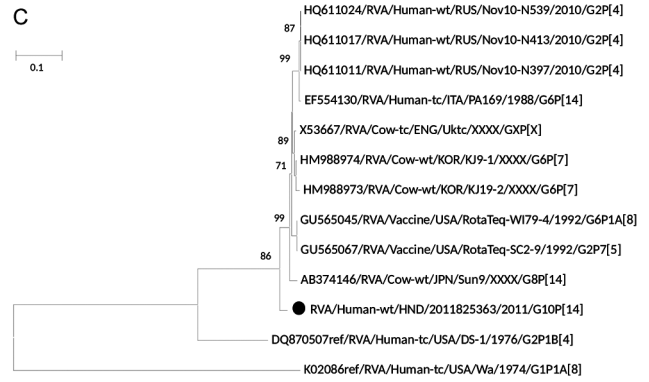 C
0.1
87
HQ611024/RVA/Human-wt/RUS/Nov10-N539/2010/G2P[4]
HQ611017/RVA/Human-wt/RUS/Nov10-N413/2010/G2P[4]
99
HQ611011/RVA/Human-wt/RUS/Nov10-N397/2010/G2P[4]
EF554130/RVA/Human-tc/ITA/PA169/1988/G6P[14]
X53667/RVA/Cow-tc/ENG/Uktc/XXXX/GXP[X]
89
HM988974/RVA/Cow-wt/KOR/KJ9-1/XXXX/G6P[7]
71
HM988973/RVA/Cow-wt/KOR/KJ19-2/XXXX/G6P[7]
99
GU565045/RVA/Vaccine/USA/RotaTeq-WI79-4/1992/G6P1A[8]
GU565067/RVA/Vaccine/USA/RotaTeq-SC2-9/1992/G2P7[5]
86
AB374146/RVA/Cow-wt/JPN/Sun9/XXXX/G8P[14]
RVA/Human-wt/HND/2011825363/2011/G10P[14]
DQ870507ref/RVA/Human-tc/USA/DS-1/1976/G2P1B[4]
K02086ref/RVA/Human-tc/USA/Wa/1974/G1P1A[8]